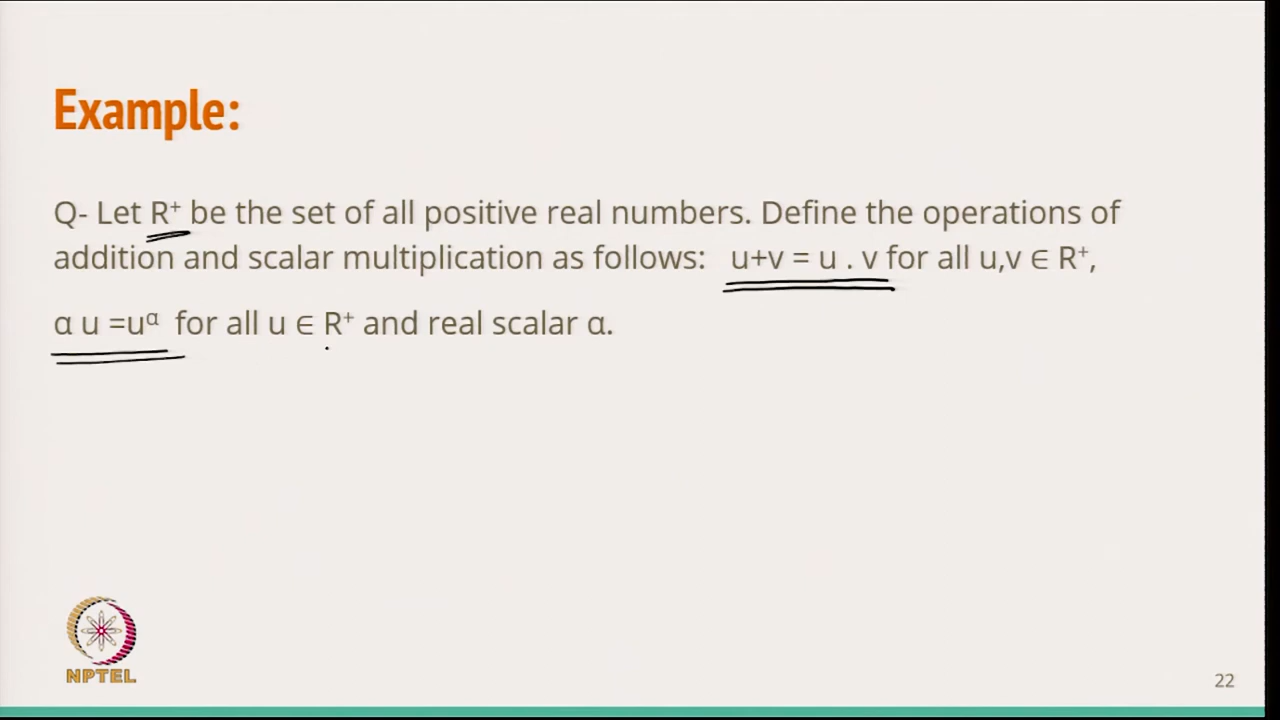 Example:
Q- Let R⁺ be the set of all positive real numbers. Define the operations of
addition and scalar multiplication as follows: u+v = u . v for all u,v ∈ R⁺,
α u =uᵅ for all u ∈ R⁺ and real scalar α.
NPTEL
22